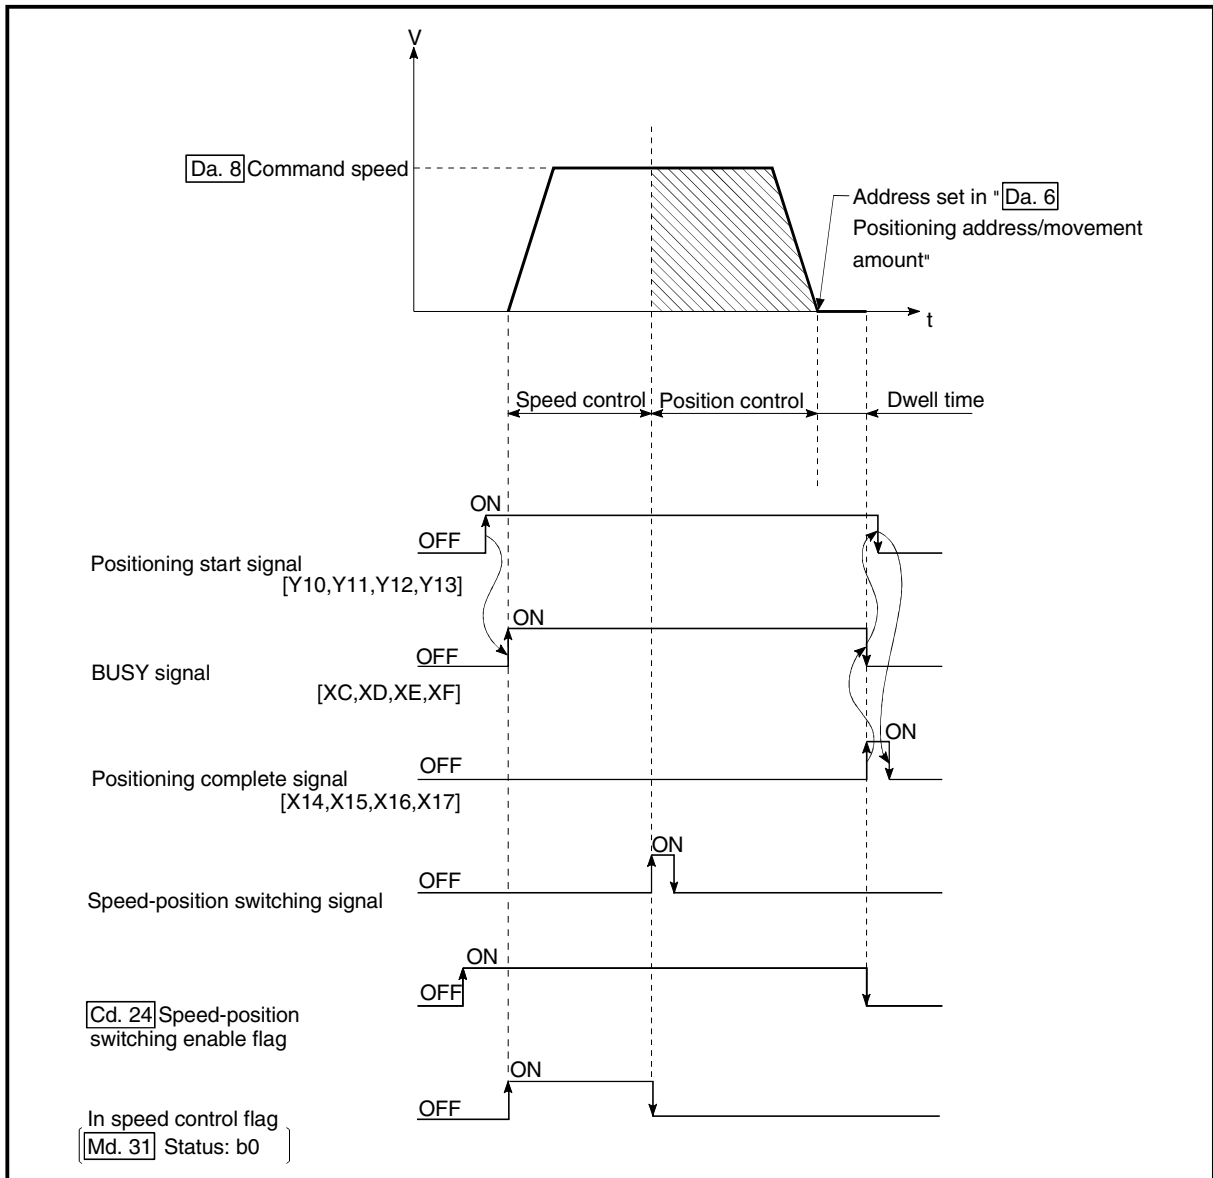 V
Da. 8 Command speed
Address set in "Da. 6
Positioning address/movement
amount"
t
Speed control
Position control
Dwell time
ON
OFF
Positioning start signal
[Y10,Y11,Y12,Y13]
ON
OFF
BUSY signal
[XC,XD,XE,XF]
ON
OFF
Positioning complete signal
[X14,X15,X16,X17]
ON
OFF
Speed-position switching signal
ON
OFF
Cd. 24 Speed-position
switching enable flag
ON
OFF
In speed control flag
Md. 31 Status: b0